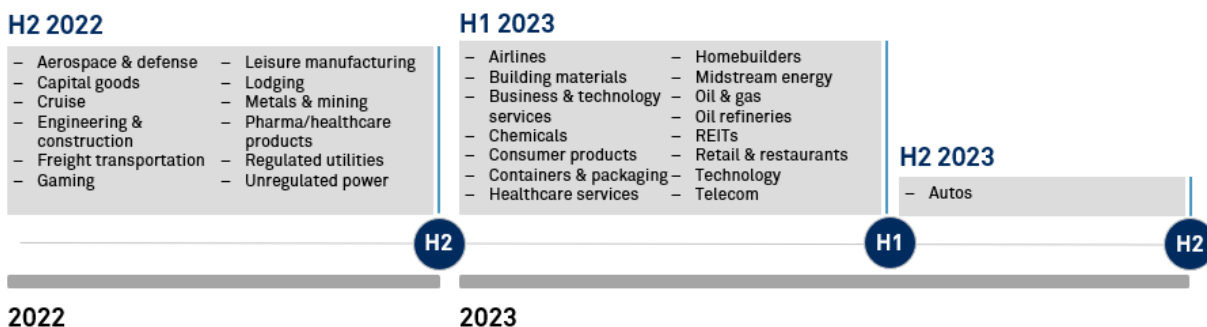 H2 2022
– Aerospace & defense
– Capital goods
– Cruise
– Engineering &
construction
– Freight transportation
– Gaming
– Leisure manufacturing
– Lodging
– Metals & mining
– Pharma/healthcare
products
– Regulated utilities
– Unregulated power
H1 2023
– Airlines
– Building materials
– Business & technology
services
– Chemicals
– Consumer products
– Containers & packaging
– Healthcare services
– Homebuilders
– Midstream energy
– Oil & gas
– Oil refineries
– REITs
– Retail & restaurants
– Technology
– Telecom
H2 2023
– Autos
H2
H1
H2
2022
2023